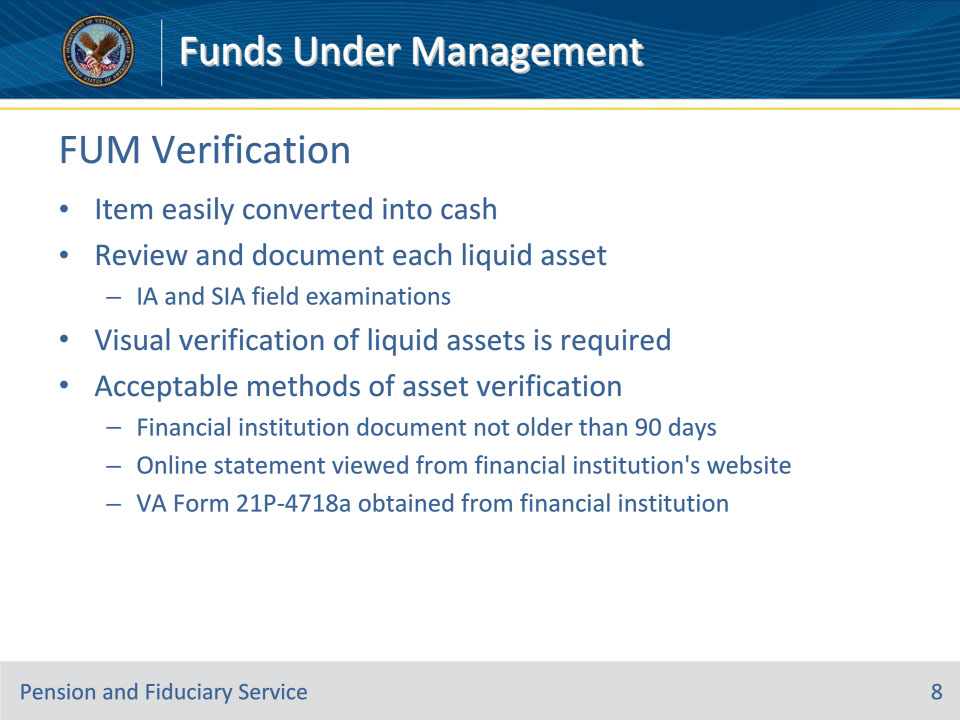 Funds Under Management
FUM Verification
• Item easily converted into cash
• Review and document each liquid asset
– IA and SIA field examinations
• Visual verification of liquid assets is required
• Acceptable methods of asset verification
– Financial institution document not older than 90 days
– Online statement viewed from financial institution's website
– VA Form 21P-4718a obtained from financial institution
Pension and Fiduciary Service
8